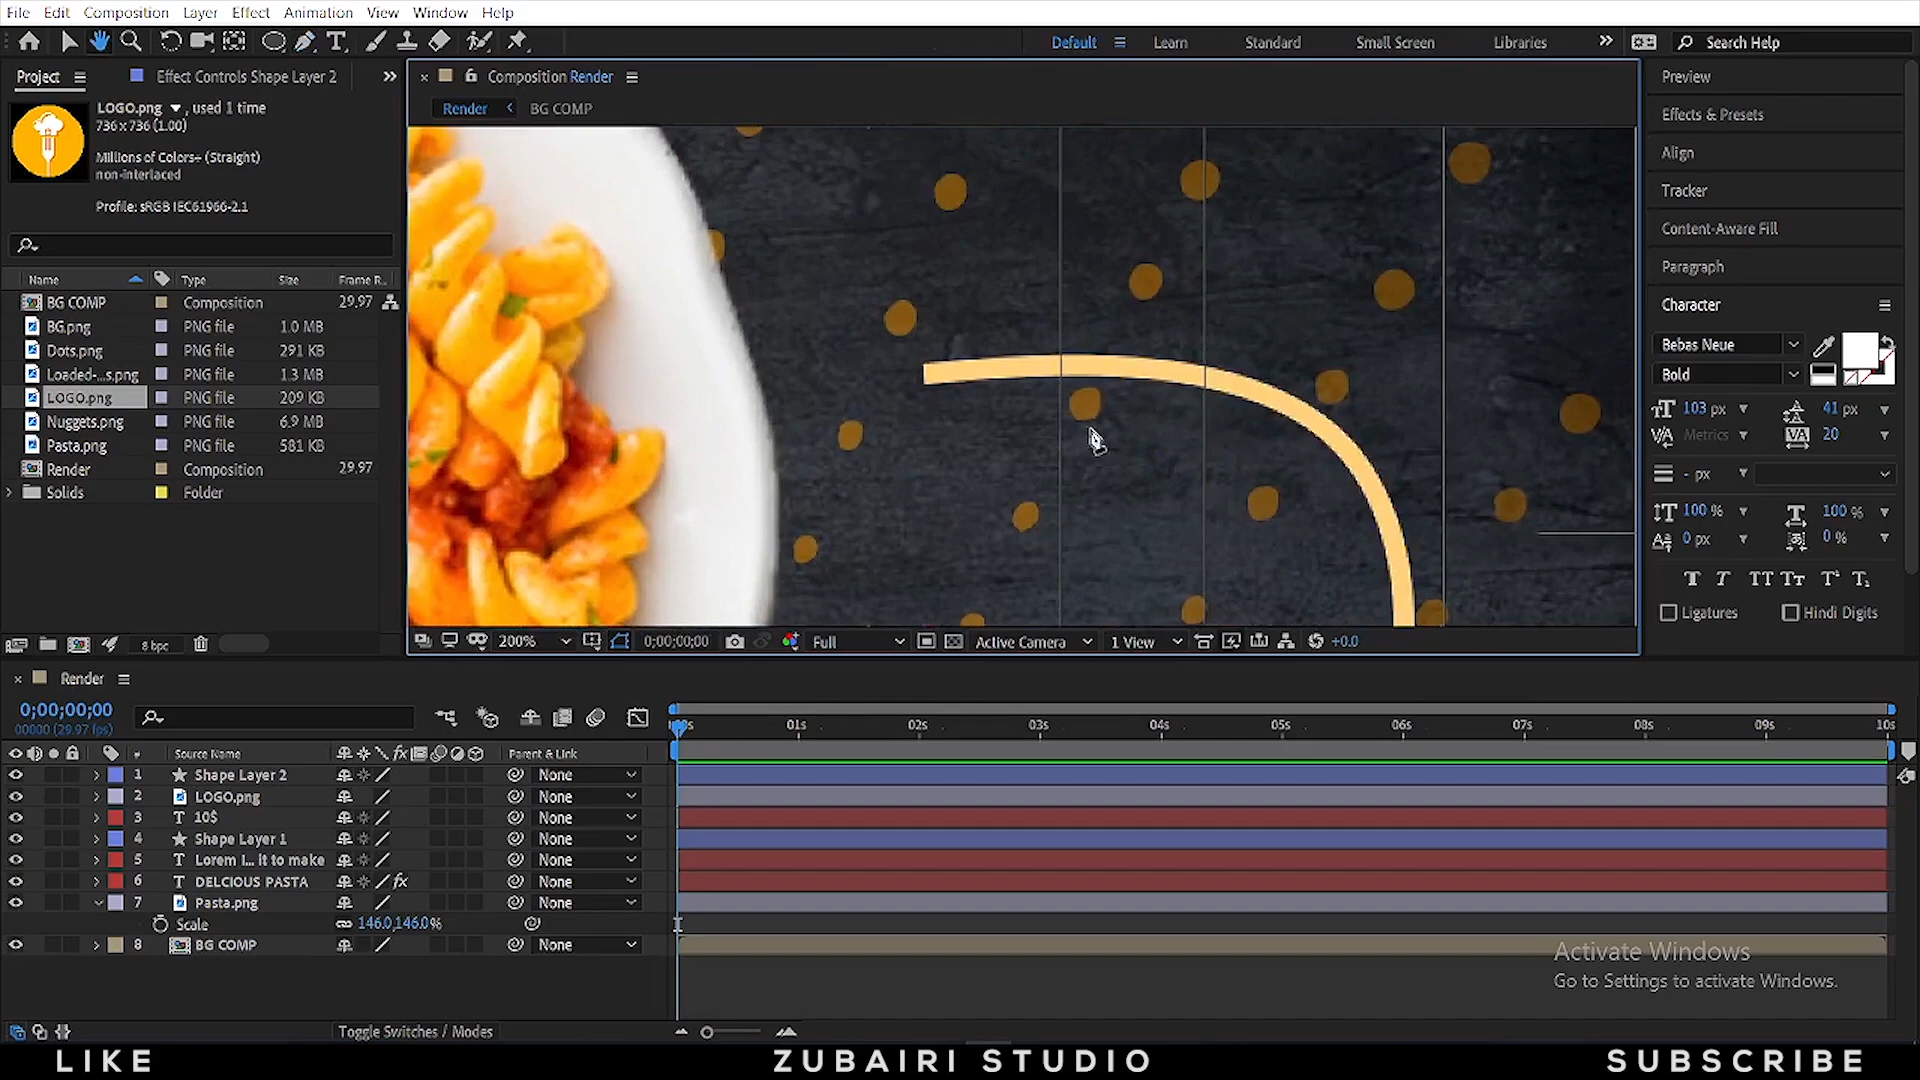 File Edit Composition Layer Effect Animation View Window Help
Default Learn Standard Small Screen Libraries Search Help
Project Effect Controls Shape Layer 2
LOGO.png , used 1 time
736 x 736 (1.00)
Millions of Colors+ (Straight)
non-interlaced
Profile: sRGB IEC61966-2.1
Name Type Size Frame R..
BG COMP Composition 29.97
BG.png PNG file 1.0 MB
Dots.png PNG file 291 KB
Loaded-...s.png PNG file 1.3 MB
LOGO.png PNG file 209 KB
Nuggets.png PNG file 6.9 MB
Pasta.png PNG file 581 KB
Render Composition 29.97
Solids Folder
8 bpc
Composition Render
Render BG COMP
200% 0;00;00;00 Full Active Camera 1 View +0.0
Preview
Effects & Presets
Align
Tracker
Content-Aware Fill
Paragraph
Character
Bebas Neue
Bold
103 px 41 px
Metrics 20
- px
100 % 100 %
0 px 0 %
Ligatures Hindi Digits
Render
0;00;00;00
00000 (29.97 fps)
01s 02s 03s 04s 05s 06s 07s 08s 09s 10s
# Source Name Parent & Link
1 Shape Layer 2 None
2 LOGO.png None
3 T 10$ None
4 Shape Layer 1 None
5 T Lorem I... it to make None
6 T DELCIOUS PASTA fx None
7 Pasta.png None
Scale 146.0,146.0%
8 BG COMP None
Activate Windows
Go to Settings to activate Windows.
Toggle Switches / Modes
LIKE ZUBAIRI STUDIO SUBSCRIBE